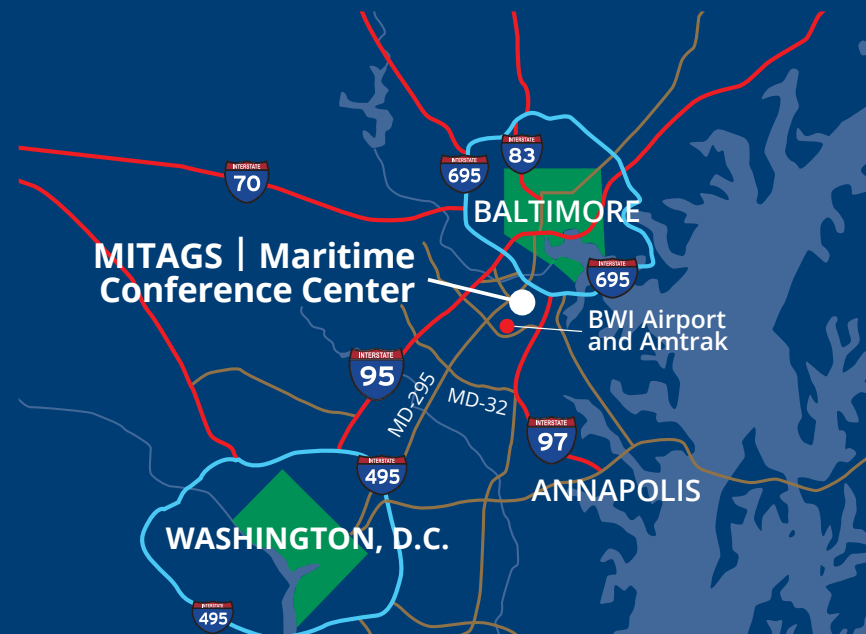 INTERSTATE
83
INTERSTATE
695
INTERSTATE
70
BALTIMORE
MITAGS | Maritime
Conference Center
INTERSTATE
695
BWI Airport
and Amtrak
INTERSTATE
95
MD-295
MD-32
INTERSTATE
97
INTERSTATE
495
ANNAPOLIS
WASHINGTON, D.C.
INTERSTATE
495